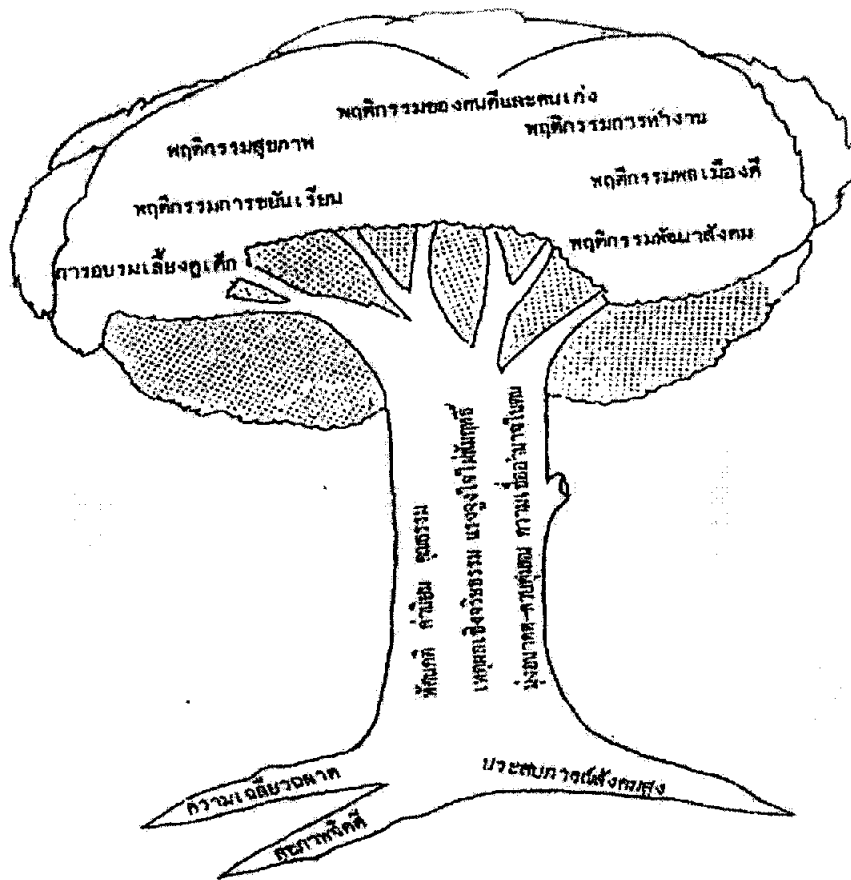 พฤติกรรมของคนดีและคนเก่ง
พฤติกรรมสุขภาพ
พฤติกรรมการทำงาน
พฤติกรรมการขยันเรียน
พฤติกรรมพลเมืองดี
การอบรมเลี้ยงดูเด็ก
พฤติกรรมพัฒนาสังคม
ทัศนคติ ค่านิยม คุณธรรม
เหตุผลเชิงจริยธรรม แรงจูงใจใฝ่สัมฤทธิ์
มุ่งอนาคต-ควบคุมตน ความเชื่ออำนาจในตน
ความเฉลียวฉลาด
ประสบการณ์สังคมสูง
สุขภาพจิตดี